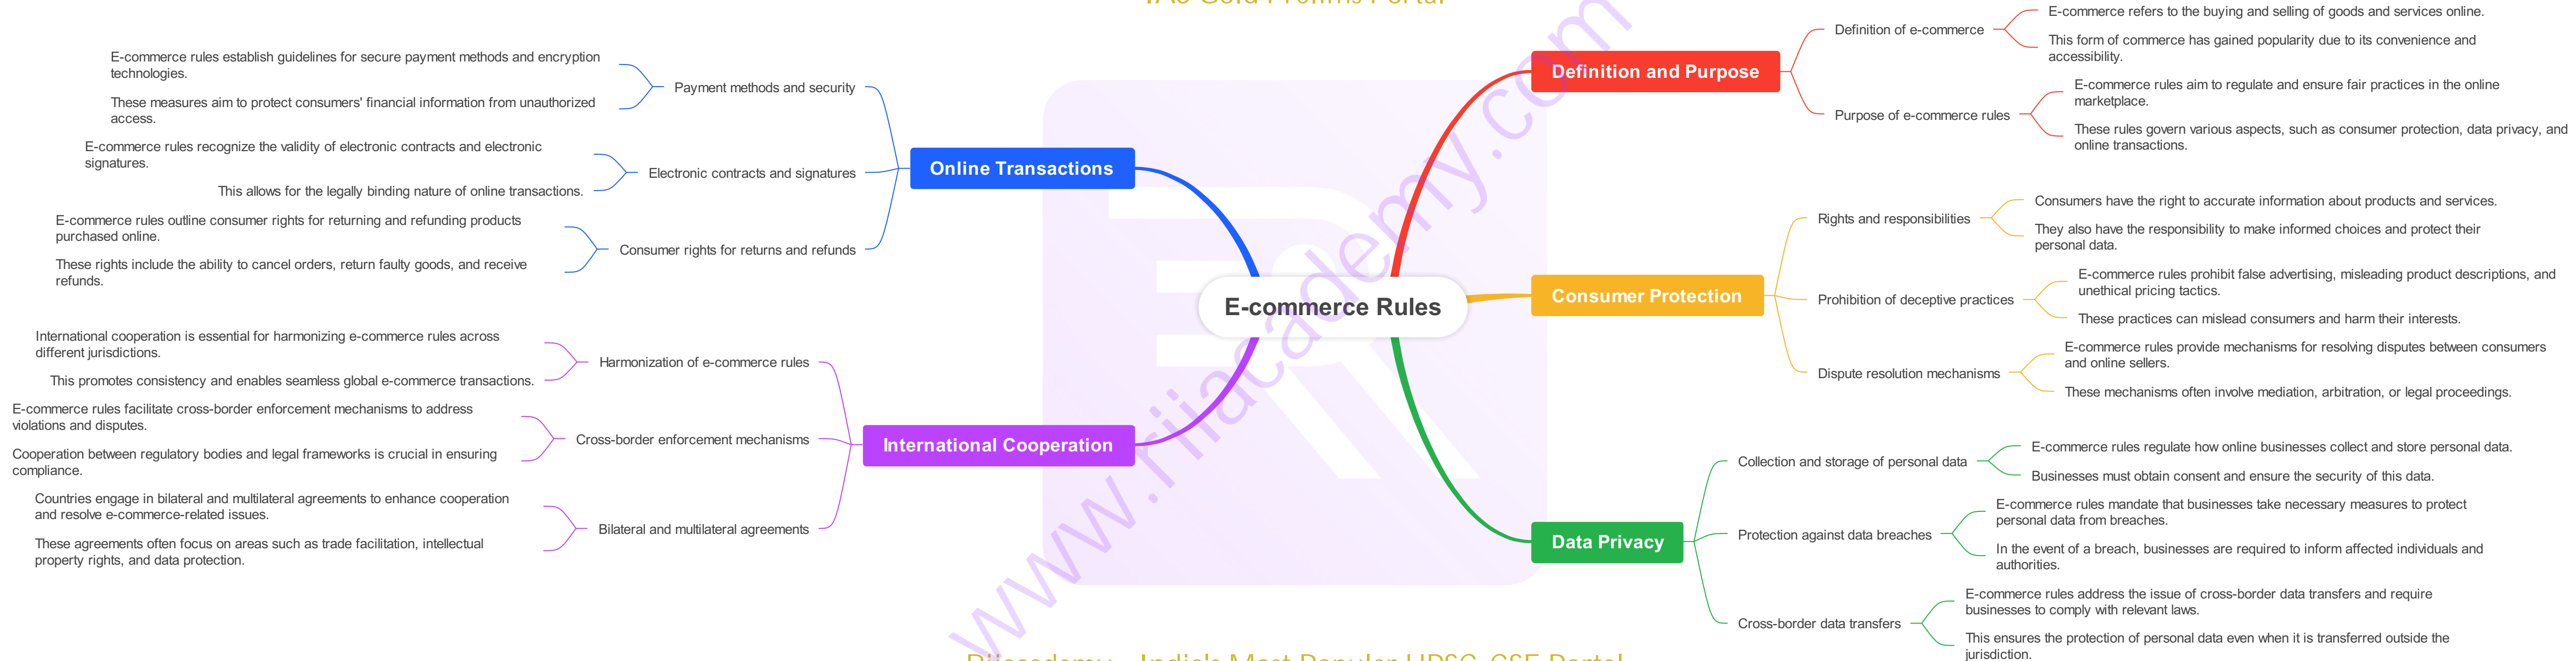 IAS Gold Prelims Portal
E-commerce Rules
Definition and Purpose
Definition of e-commerce
E-commerce refers to the buying and selling of goods and services online.
This form of commerce has gained popularity due to its convenience and
accessibility.
Purpose of e-commerce rules
E-commerce rules aim to regulate and ensure fair practices in the online
marketplace.
These rules govern various aspects, such as consumer protection, data privacy, and
online transactions.
Consumer Protection
Rights and responsibilities
Consumers have the right to accurate information about products and services.
They also have the responsibility to make informed choices and protect their
personal data.
Prohibition of deceptive practices
E-commerce rules prohibit false advertising, misleading product descriptions, and
unethical pricing tactics.
These practices can mislead consumers and harm their interests.
Dispute resolution mechanisms
E-commerce rules provide mechanisms for resolving disputes between consumers
and online sellers.
These mechanisms often involve mediation, arbitration, or legal proceedings.
Data Privacy
Collection and storage of personal data
E-commerce rules regulate how online businesses collect and store personal data.
Businesses must obtain consent and ensure the security of this data.
Protection against data breaches
E-commerce rules mandate that businesses take necessary measures to protect
personal data from breaches.
In the event of a breach, businesses are required to inform affected individuals and
authorities.
Cross-border data transfers
E-commerce rules address the issue of cross-border data transfers and require
businesses to comply with relevant laws.
This ensures the protection of personal data even when it is transferred outside the
jurisdiction.
Online Transactions
Payment methods and security
E-commerce rules establish guidelines for secure payment methods and encryption
technologies.
These measures aim to protect consumers' financial information from unauthorized
access.
Electronic contracts and signatures
E-commerce rules recognize the validity of electronic contracts and electronic
signatures.
This allows for the legally binding nature of online transactions.
Consumer rights for returns and refunds
E-commerce rules outline consumer rights for returning and refunding products
purchased online.
These rights include the ability to cancel orders, return faulty goods, and receive
refunds.
International Cooperation
Harmonization of e-commerce rules
International cooperation is essential for harmonizing e-commerce rules across
different jurisdictions.
This promotes consistency and enables seamless global e-commerce transactions.
Cross-border enforcement mechanisms
E-commerce rules facilitate cross-border enforcement mechanisms to address
violations and disputes.
Cooperation between regulatory bodies and legal frameworks is crucial in ensuring
compliance.
Bilateral and multilateral agreements
Countries engage in bilateral and multilateral agreements to enhance cooperation
and resolve e-commerce-related issues.
These agreements often focus on areas such as trade facilitation, intellectual
property rights, and data protection.
www.riiacademy.com
India's Most Popular UPSC-CSE Portal